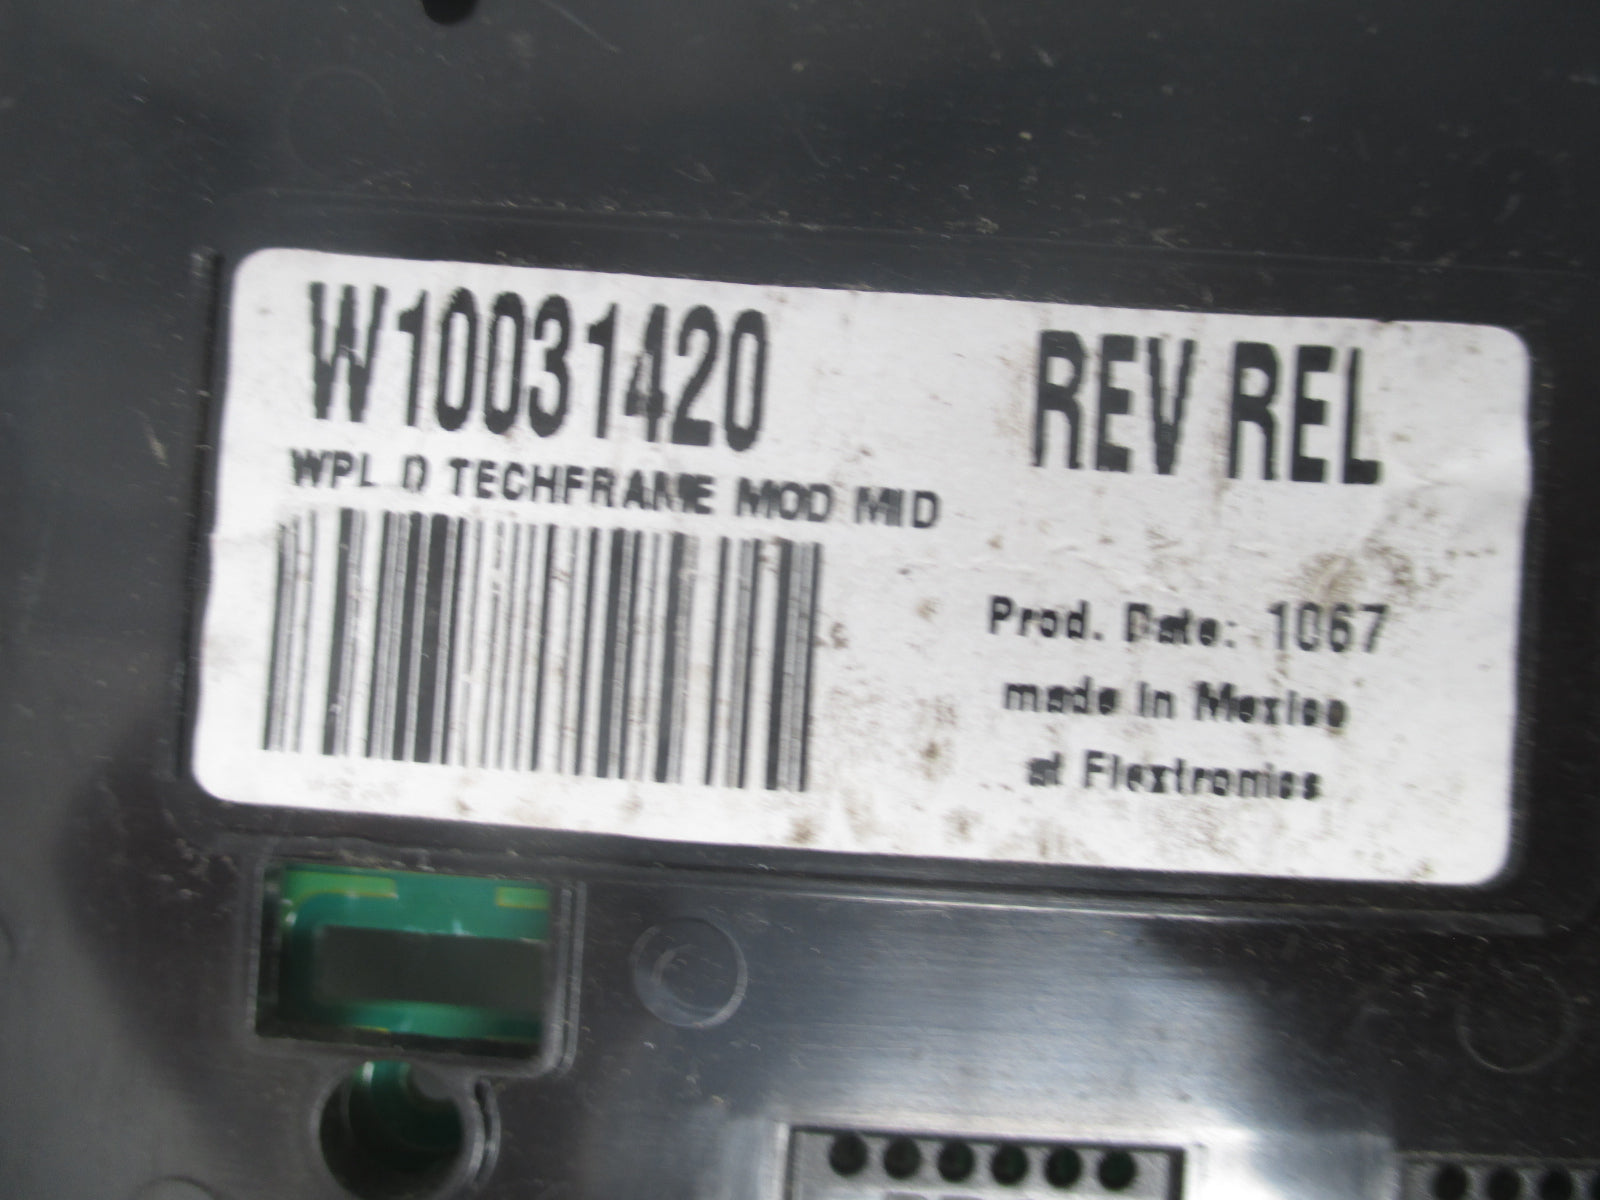 W10031420 REV REL
WPL D TECHFRAME MOD MID
Prod. Date: 1067
made in Mexico
at Flextronics